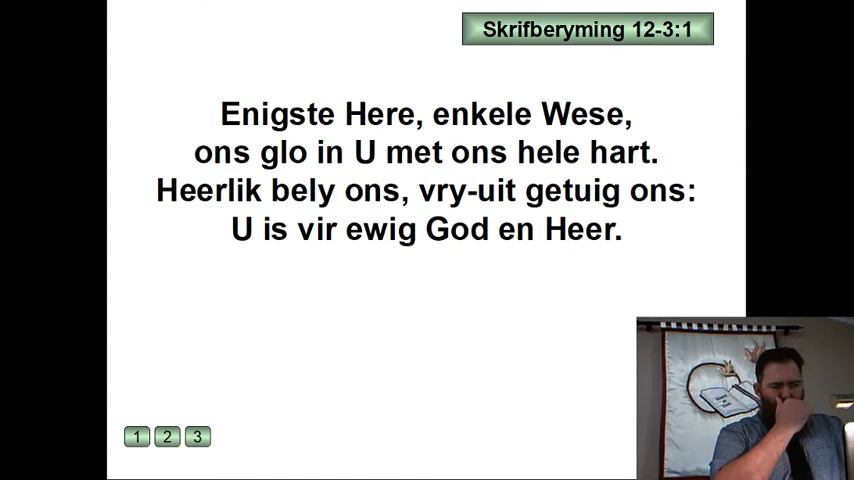 Skrifberyming 12-3:1
Enigste Here, enkele Wese,
ons glo in U met ons hele hart.
Heerlik bely ons, vry-uit getuig ons:
U is vir ewig God en Heer.
1 2 3